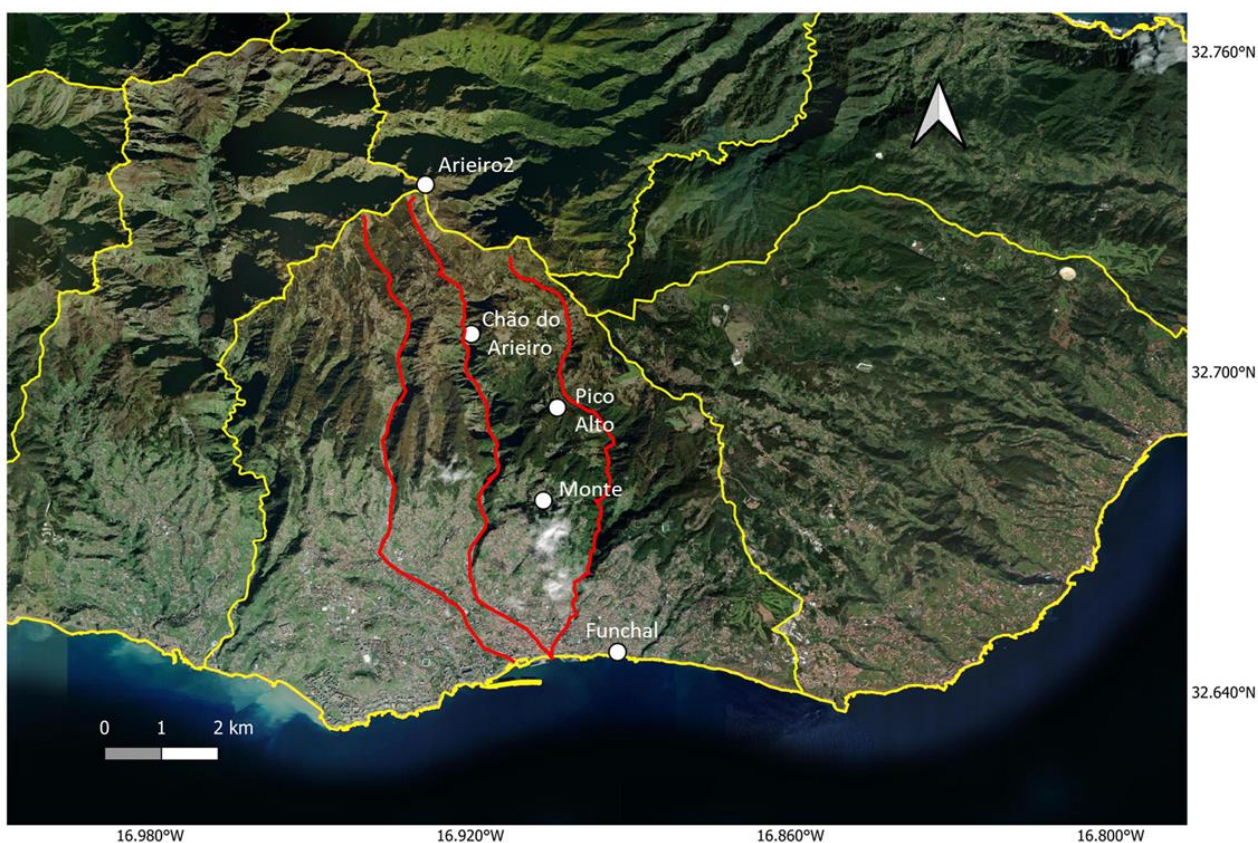 32.760°N
Arieiro2
Chão do
Arieiro
32.700°N
Pico
Alto
Monte
Funchal
32.640°N
0 1 2 km
16.980°W 16.920°W 16.860°W 16.800°W